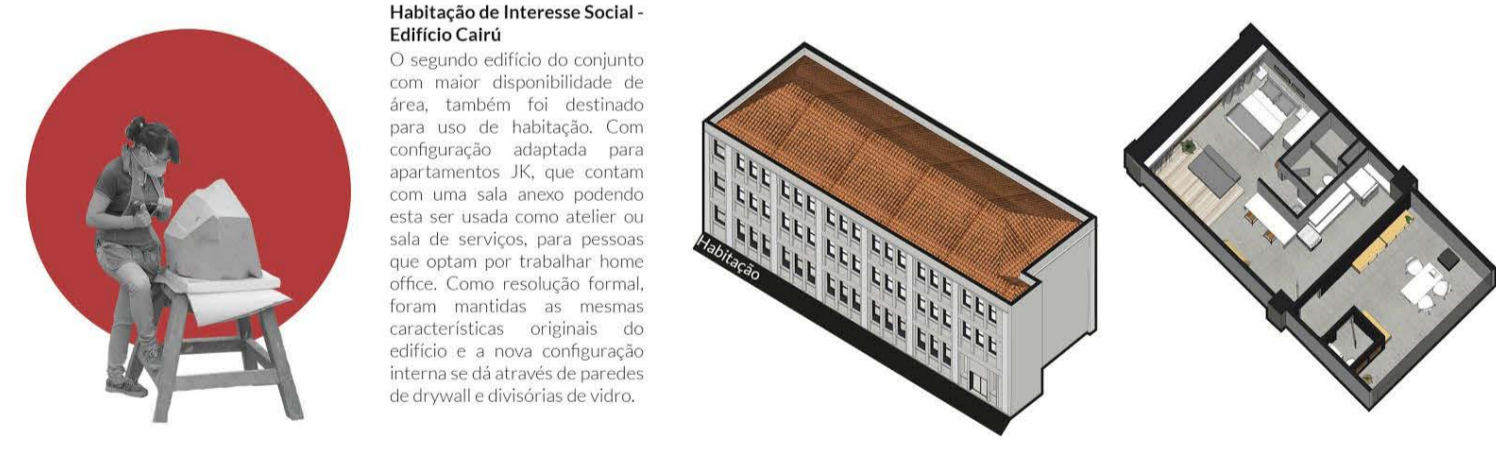 Habitação de Interesse Social -
Edifício Cairú
O segundo edifício do conjunto
com maior disponibilidade de
área, também foi destinado
para uso de habitação. Com
configuração adaptada para
apartamentos JK, que contam
com uma sala anexo podendo
esta ser usada como atelier ou
sala de serviços, para pessoas
que optam por trabalhar home
office. Como resolução formal,
foram mantidas as mesmas
características originais do
edifício e a nova configuração
interna se dá através de paredes
de drywall e divisórias de vidro.
Habitação